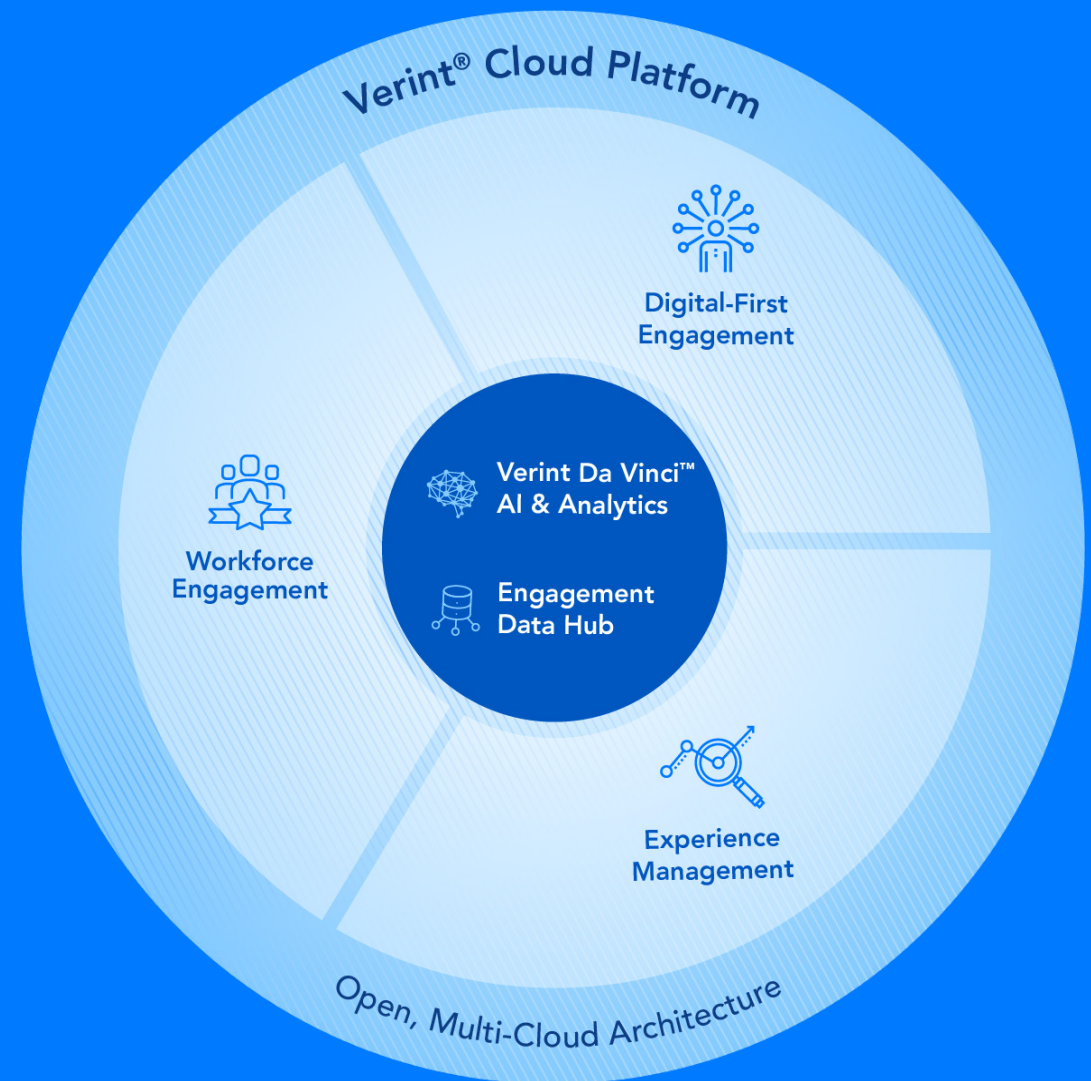 Verint® Cloud Platform
Digital-First
Engagement
Verint Da Vinci™
AI & Analytics
Workforce
Engagement
Engagement
Data Hub
Experience
Management
Open, Multi-Cloud Architecture